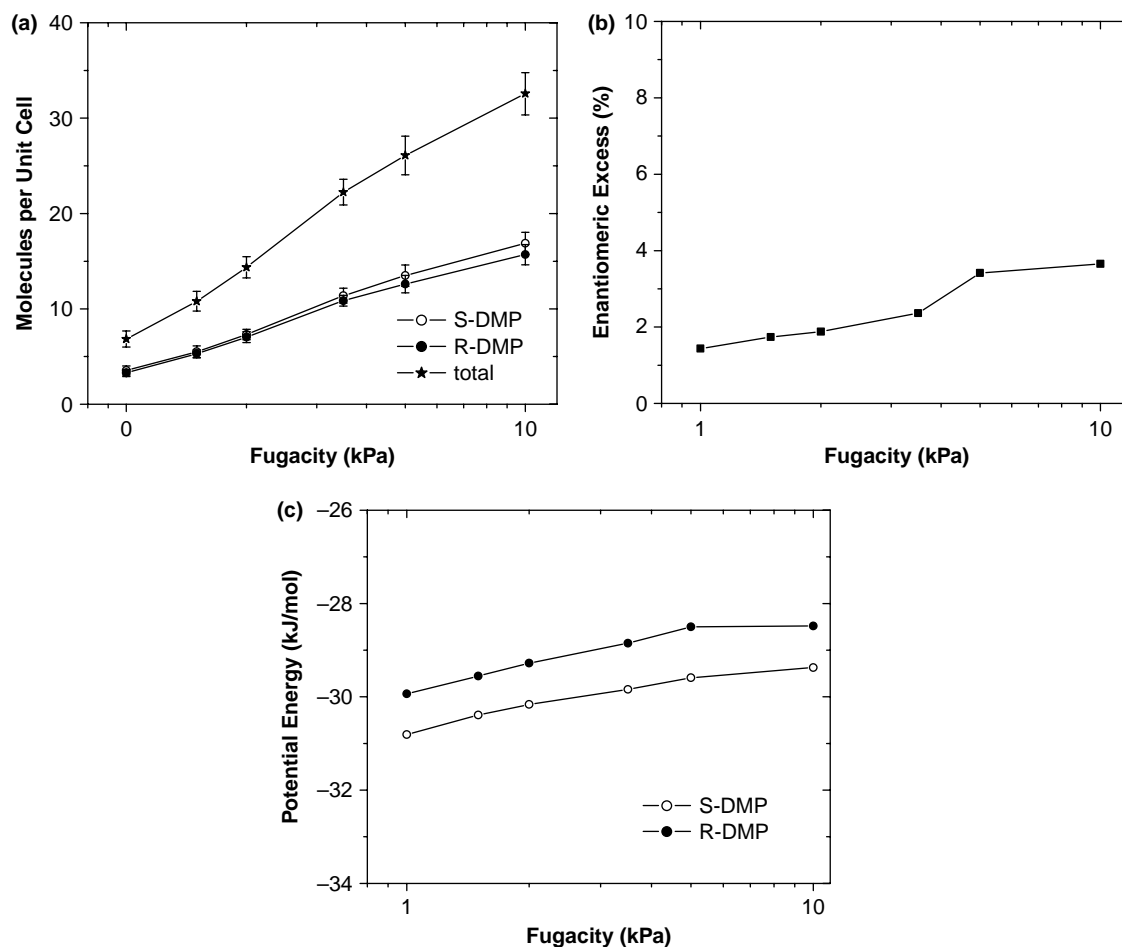 (a)
40
30
20
10
0
Molecules per Unit Cell
S-DMP
R-DMP
total
0
10
Fugacity (kPa)
(b)
10
8
6
4
2
0
Enantiomeric Excess (%)
1
10
Fugacity (kPa)
(c)
–26
–28
–30
–32
–34
Potential Energy (kJ/mol)
S-DMP
R-DMP
1
10
Fugacity (kPa)